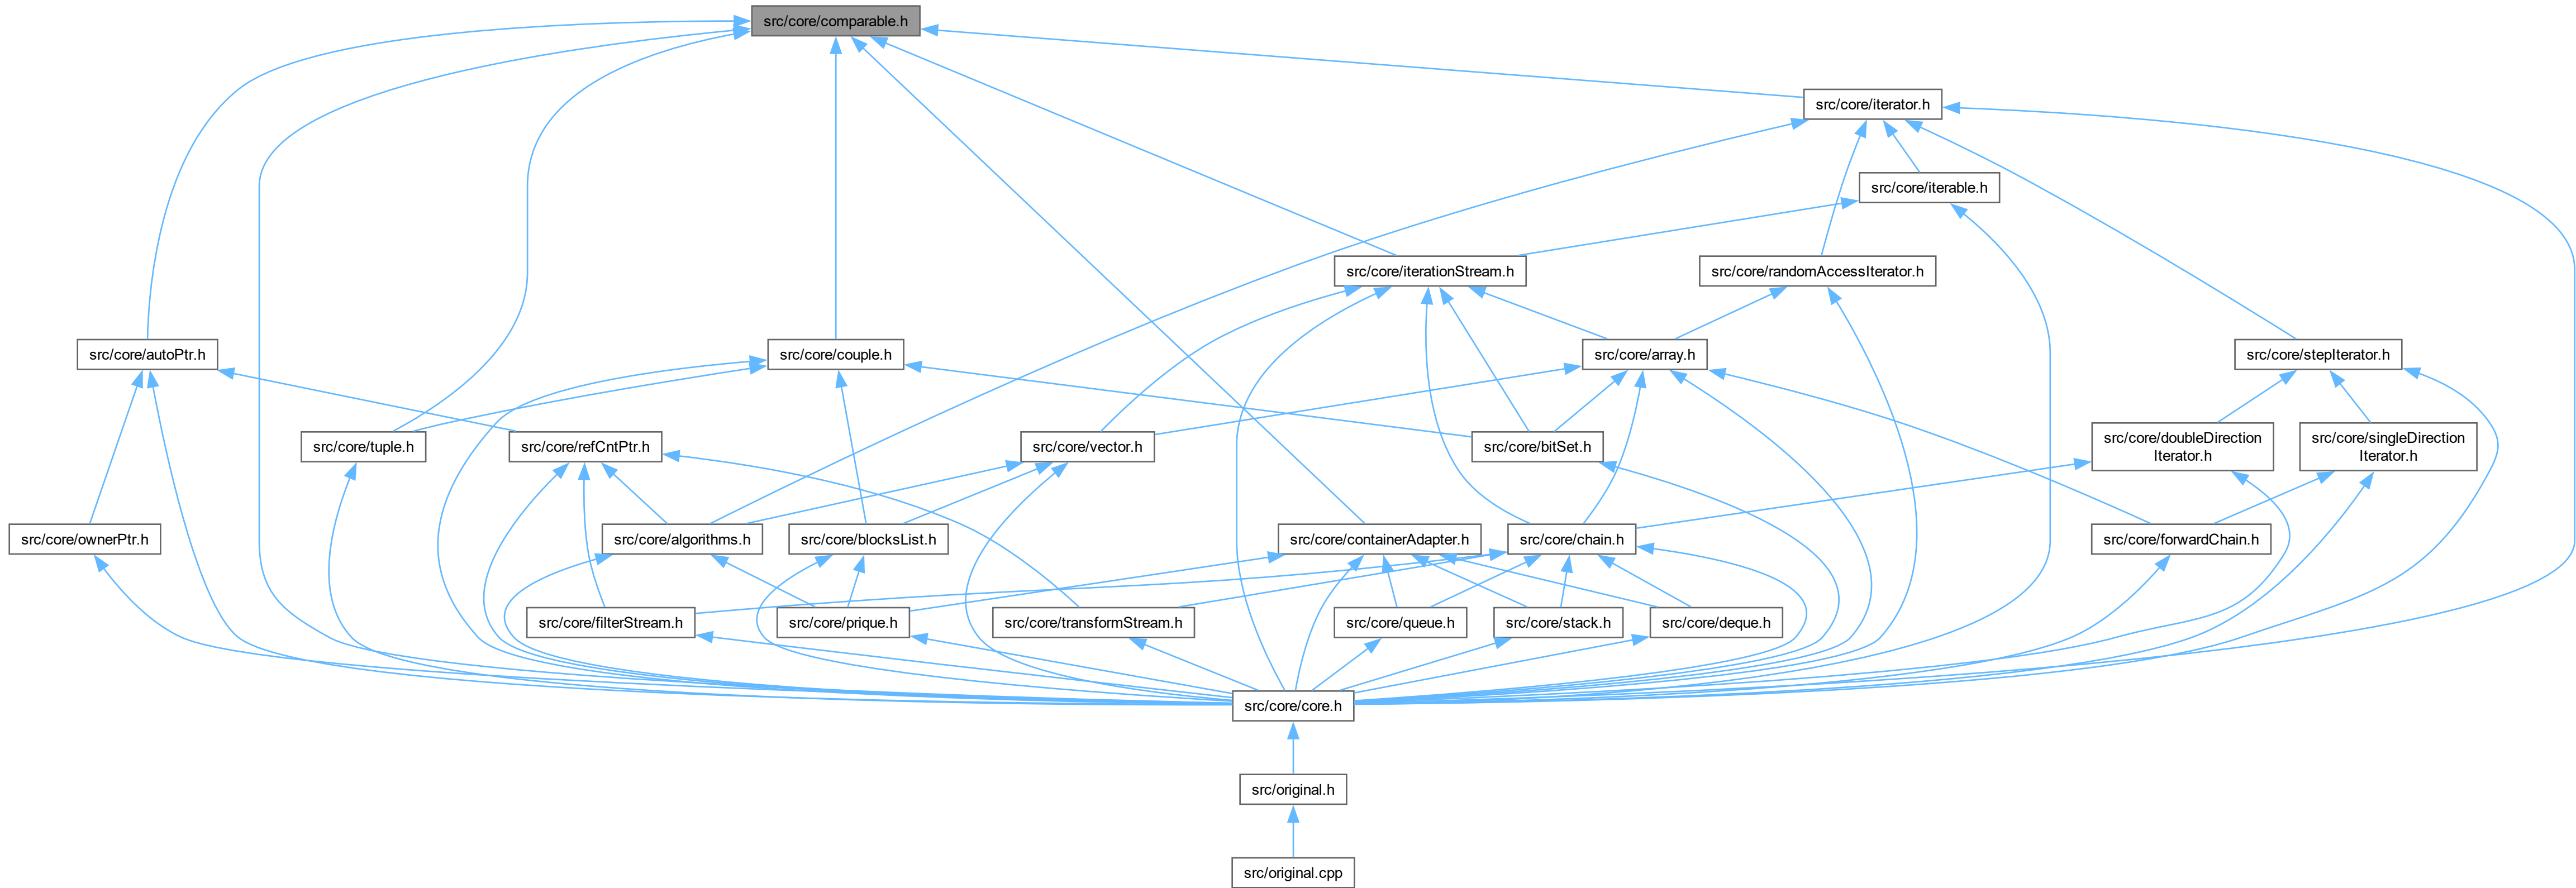 src/core/comparable.h
src/core/iterator.h
src/core/iterable.h
src/core/iterationStream.h
src/core/randomAccessIterator.h
src/core/autoPtr.h
src/core/couple.h
src/core/array.h
src/core/stepIterator.h
src/core/tuple.h
src/core/refCntPtr.h
src/core/vector.h
src/core/bitSet.h
src/core/doubleDirection
Iterator.h
src/core/singleDirection
Iterator.h
src/core/ownerPtr.h
src/core/algorithms.h
src/core/blocksList.h
src/core/containerAdapter.h
src/core/chain.h
src/core/forwardChain.h
src/core/filterStream.h
src/core/prique.h
src/core/transformStream.h
src/core/queue.h
src/core/stack.h
src/core/deque.h
src/core/core.h
src/original.h
src/original.cpp